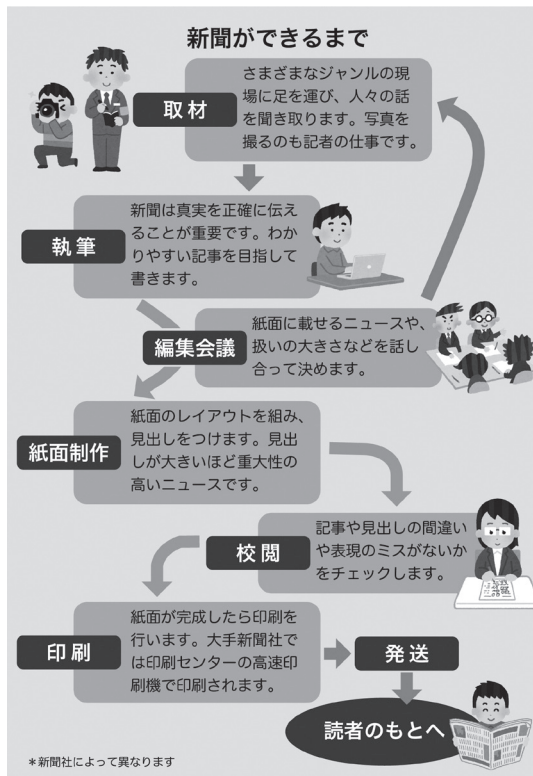 新聞ができるまで
取材
さまざまなジャンルの現
場に足を運び、人々の話
を聞き取ります。写真を
撮るのも記者の仕事です。
執筆
新聞は真実を正確に伝え
ることが重要です。わか
りやすい記事を目指して
書きます。
編集会議
紙面に載せるニュースや、
扱いの大きさなどを話し
合って決めます。
紙面制作
紙面のレイアウトを組み、
見出しをつけます。見出
しが大きいほど重大性の
高いニュースです。
校閲
記事や見出しの間違い
や表現のミスがないか
をチェックします。
印刷
紙面が完成したら印刷を
行います。大手新聞社で
は印刷センターの高速印
刷機で印刷されます。
発送
読者のもとへ
＊新聞社によって異なります